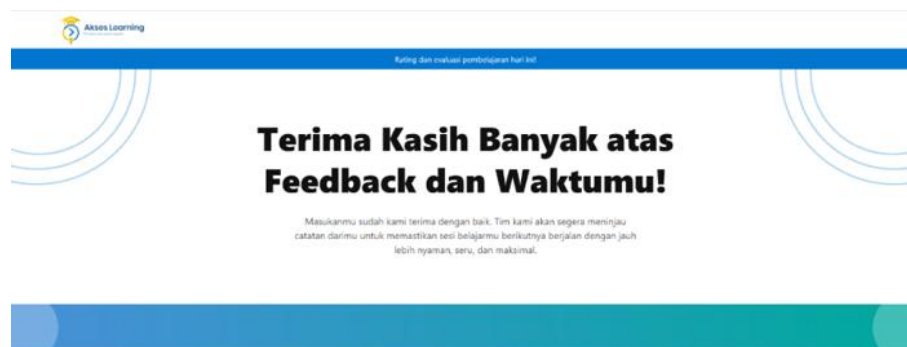 Akses Learning
Rating dan evaluasi pembelajaran hari ini!
Terima Kasih Banyak atas
Feedback dan Waktumu!
Masukanmu sudah kami terima dengan baik. Tim kami akan segera meninjau
catatan darimu untuk memastikan sesi belajarmu berikutnya berjalan dengan jauh
lebih nyaman, seru, dan maksimal.